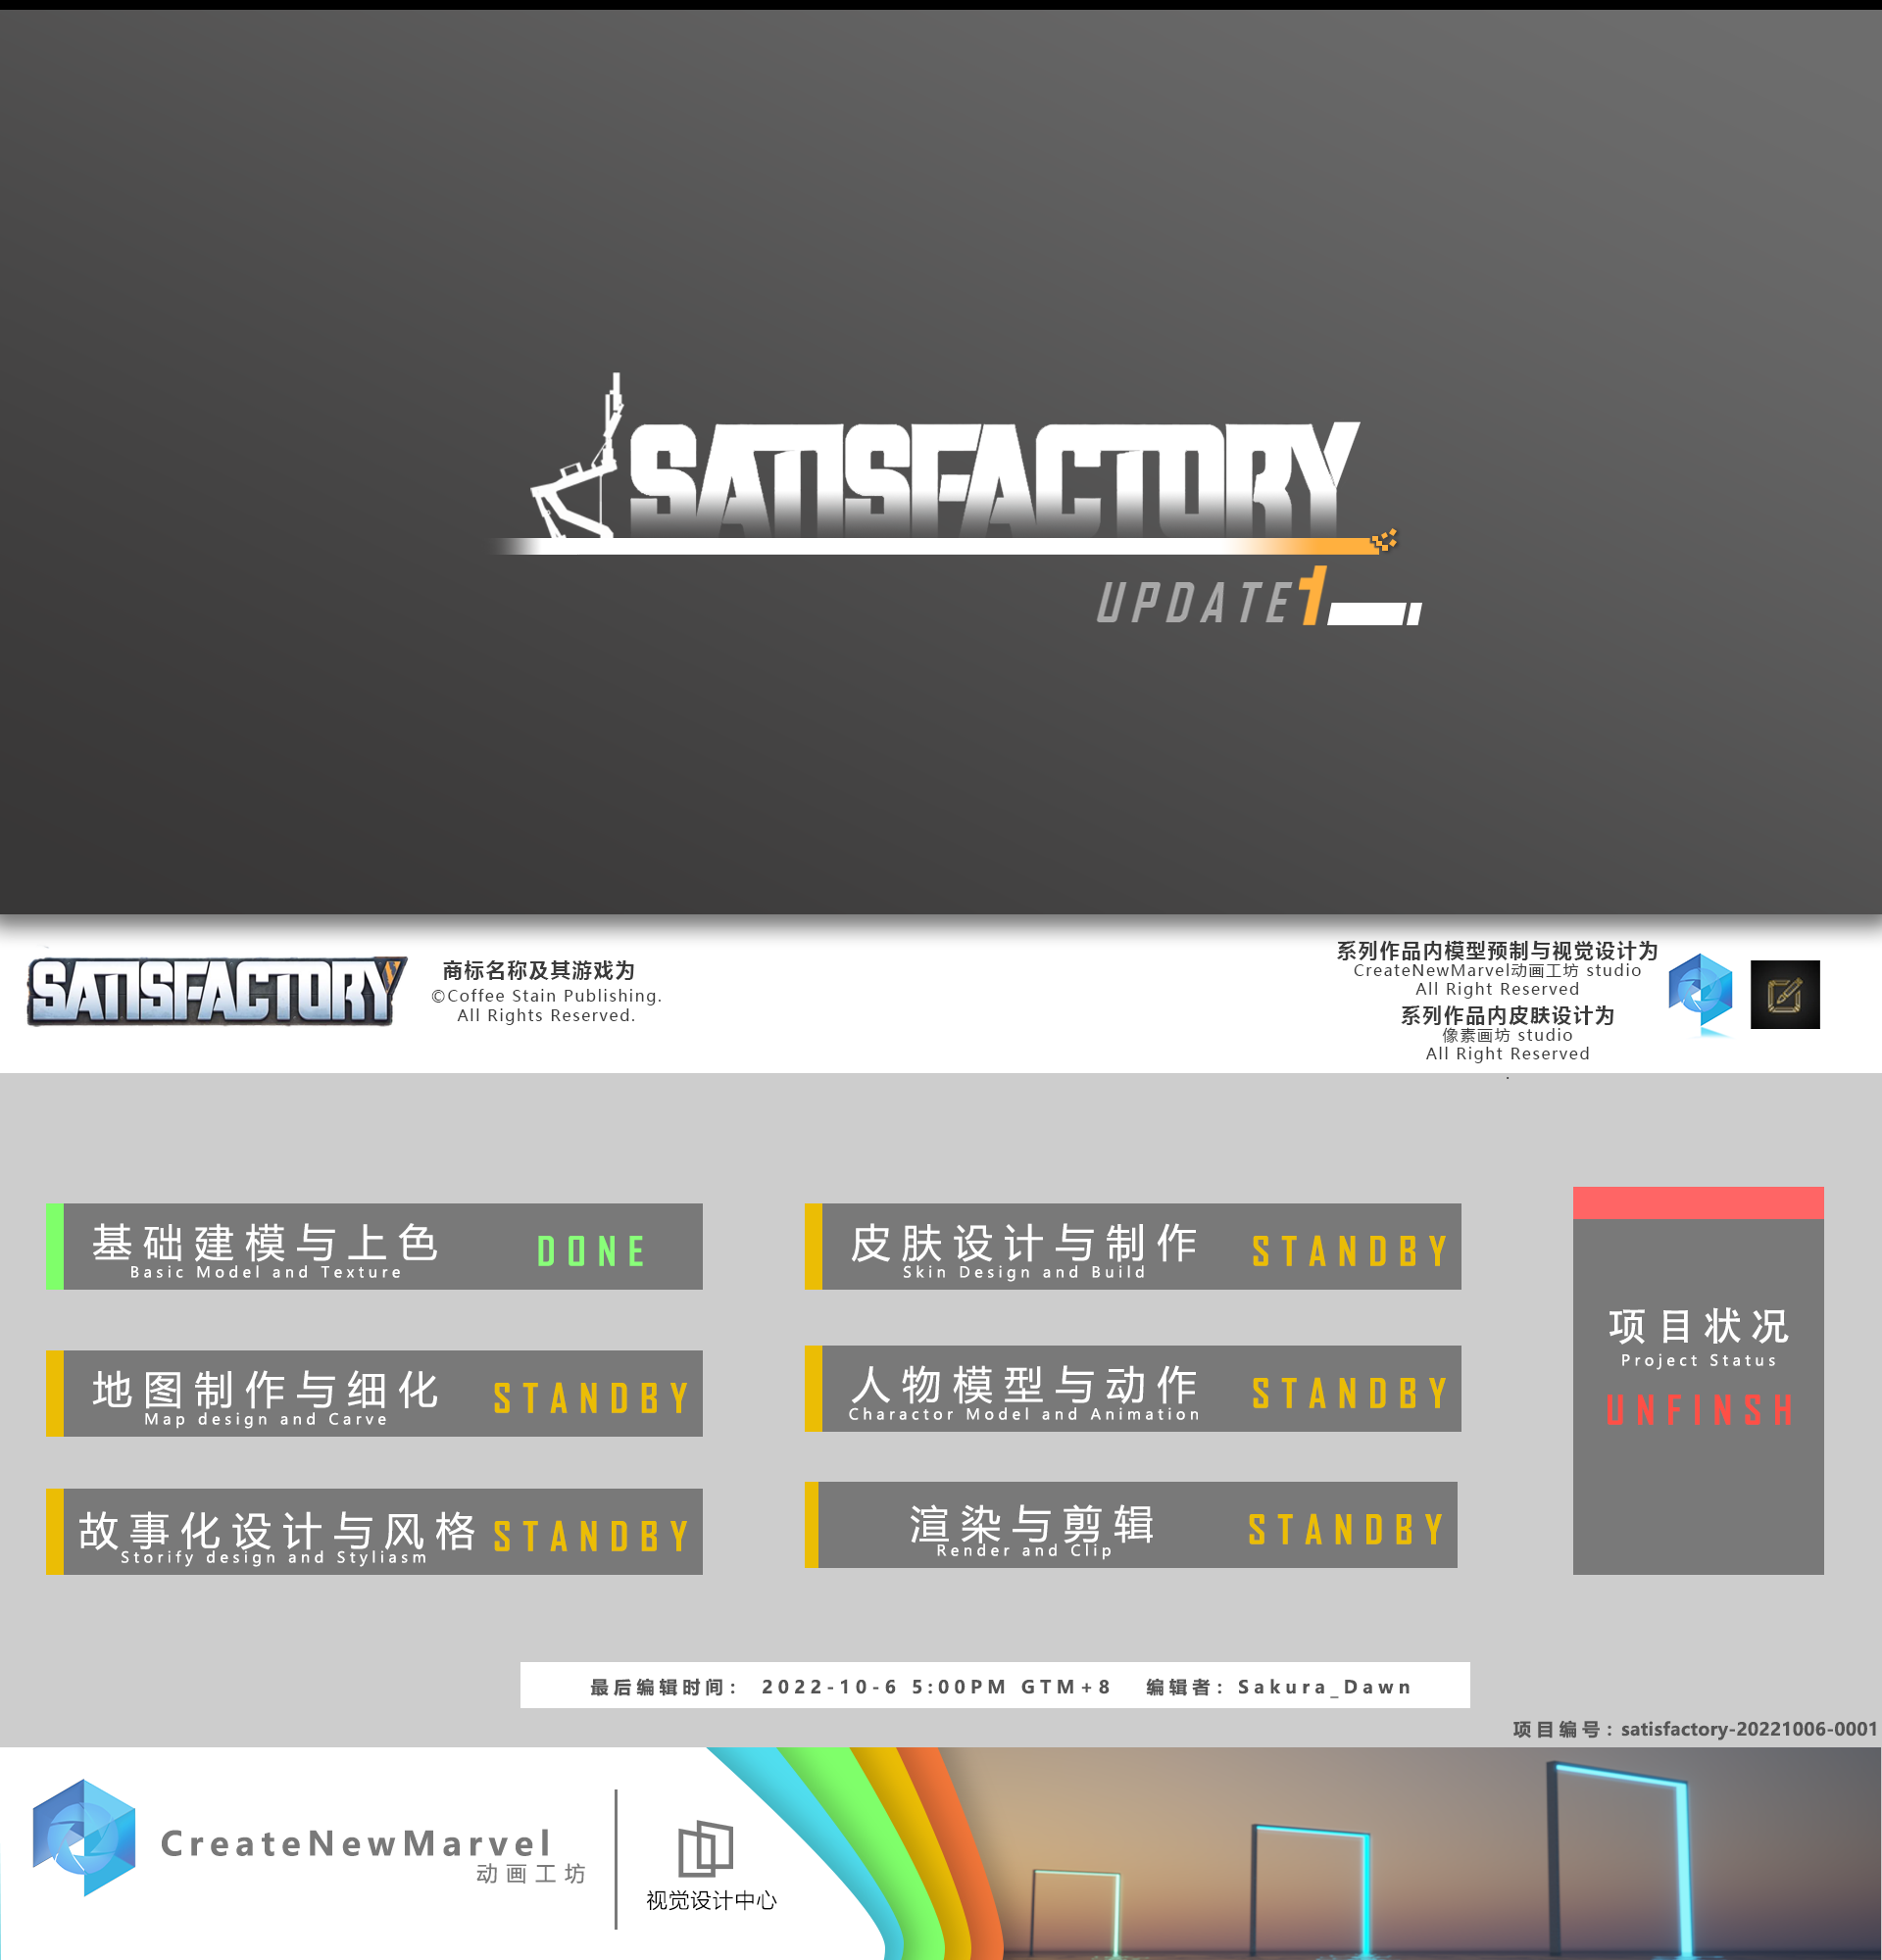 SATISFACTORY
UPDATE1
SATISFACTORY
商标名称及其游戏为
©Coffee Stain Publishing.
All Rights Reserved.
系列作品内模型预制与视觉设计为
CreateNewMarvel动画工坊 studio
All Right Reserved
系列作品内皮肤设计为
像素画坊 studio
All Right Reserved
.
基础建模与上色
Basic Model and Texture
DONE
皮肤设计与制作
Skin Design and Build
STANDBY
地图制作与细化
Map design and Carve
STANDBY
人物模型与动作
Charactor Model and Animation
STANDBY
故事化设计与风格
Storify design and Styliasm
STANDBY
渲染与剪辑
Render and Clip
STANDBY
项目状况
Project Status
UNFINSH
最后编辑时间： 2022-10-6 5:00PM GTM+8 编辑者：Sakura_Dawn
项目编号：satisfactory-20221006-0001
CreateNewMarvel
动画工坊
视觉设计中心